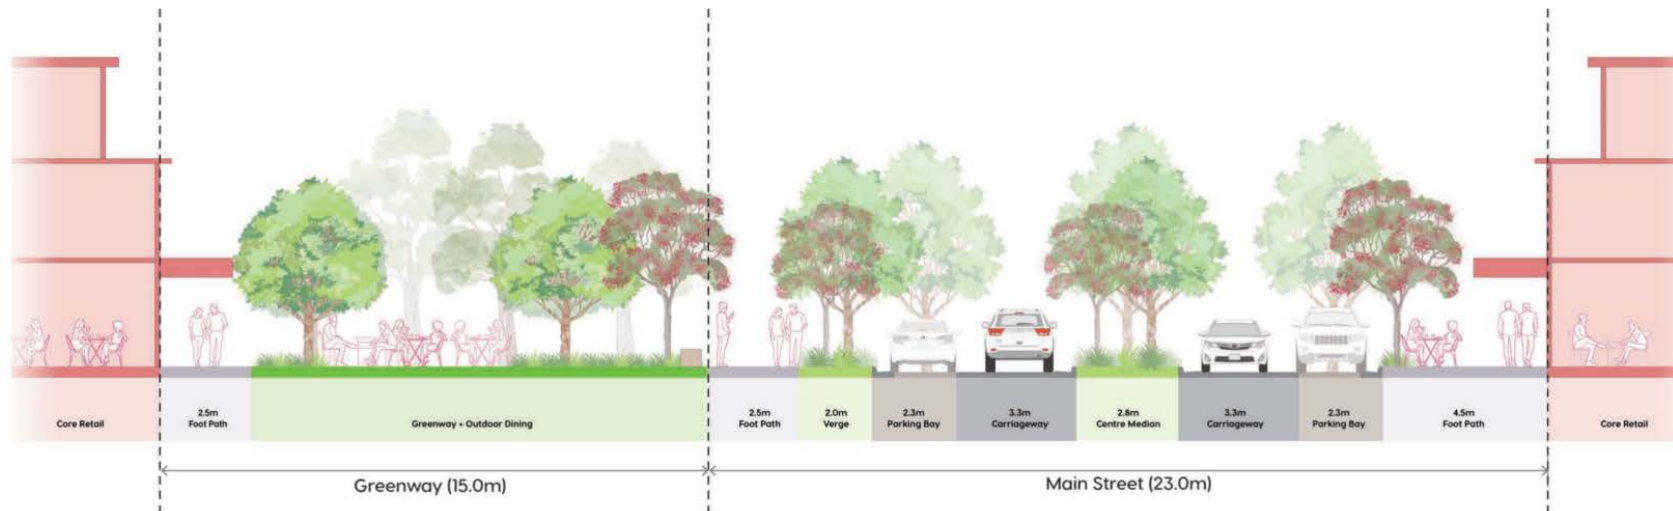 Core Retail
2.5m
Foot Path
Greenway + Outdoor Dining
2.5m
Foot Path
2.0m
Verge
2.3m
Parking Bay
3.3m
Carriageway
2.8m
Centre Median
3.3m
Carriageway
2.3m
Parking Bay
4.5m
Foot Path
Core Retail
Greenway (15.0m)
Main Street (23.0m)